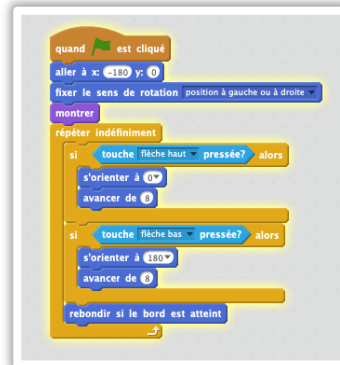 quand est cliqué
aller à x: -180 y: 0
fixer le sens de rotation position à gauche ou à droite
montrer
répéter indéfiniment
si touche flèche haut pressée? alors
s'orienter à 0
avancer de 8
si touche flèche bas pressée? alors
s'orienter à 180
avancer de 8
rebondir si le bord est atteint